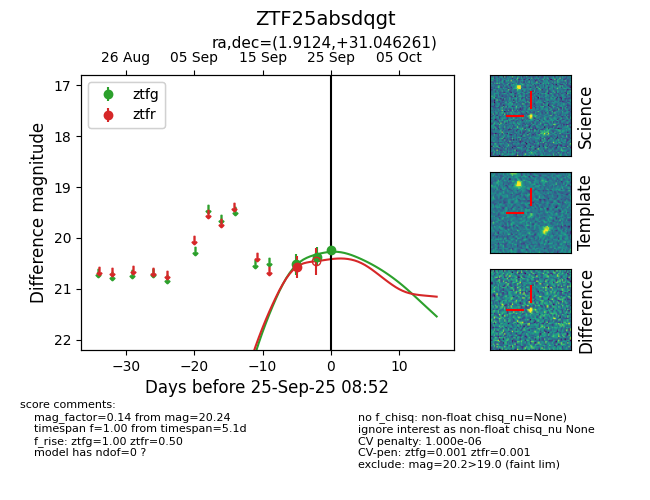 ZTF25absdqgt
ra,dec=(1.9124,+31.046261)
26 Aug 05 Sep 15 Sep 25 Sep 05 Oct
17
18
19
20
21
22
Difference magnitude
ztfg
ztfr
−30 −20 −10 0 10
Days before 25-Sep-25 08:52
Science
Template
Difference
score comments:
mag_factor=0.14 from mag=20.24
timespan f=1.00 from timespan=5.1d
f_rise: ztfg=1.00 ztfr=0.50
model has ndof=0 ?
no f_chisq: non-float chisq_nu=None)
ignore interest as non-float chisq_nu None
CV penalty: 1.000e-06
CV-pen: ztfg=0.001 ztfr=0.001
exclude: mag=20.2>19.0 (faint lim)